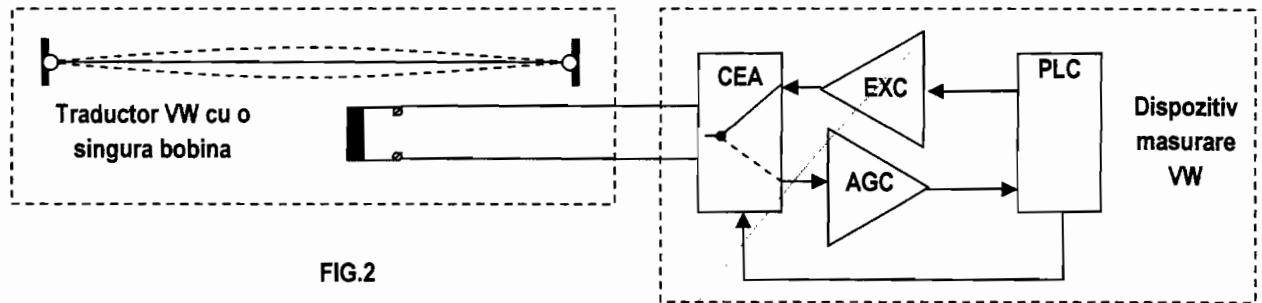 Traductor VW cu o
singura bobina
CEA
EXC
AGC
PLC
Dispozitiv
masurare
VW
FIG.2